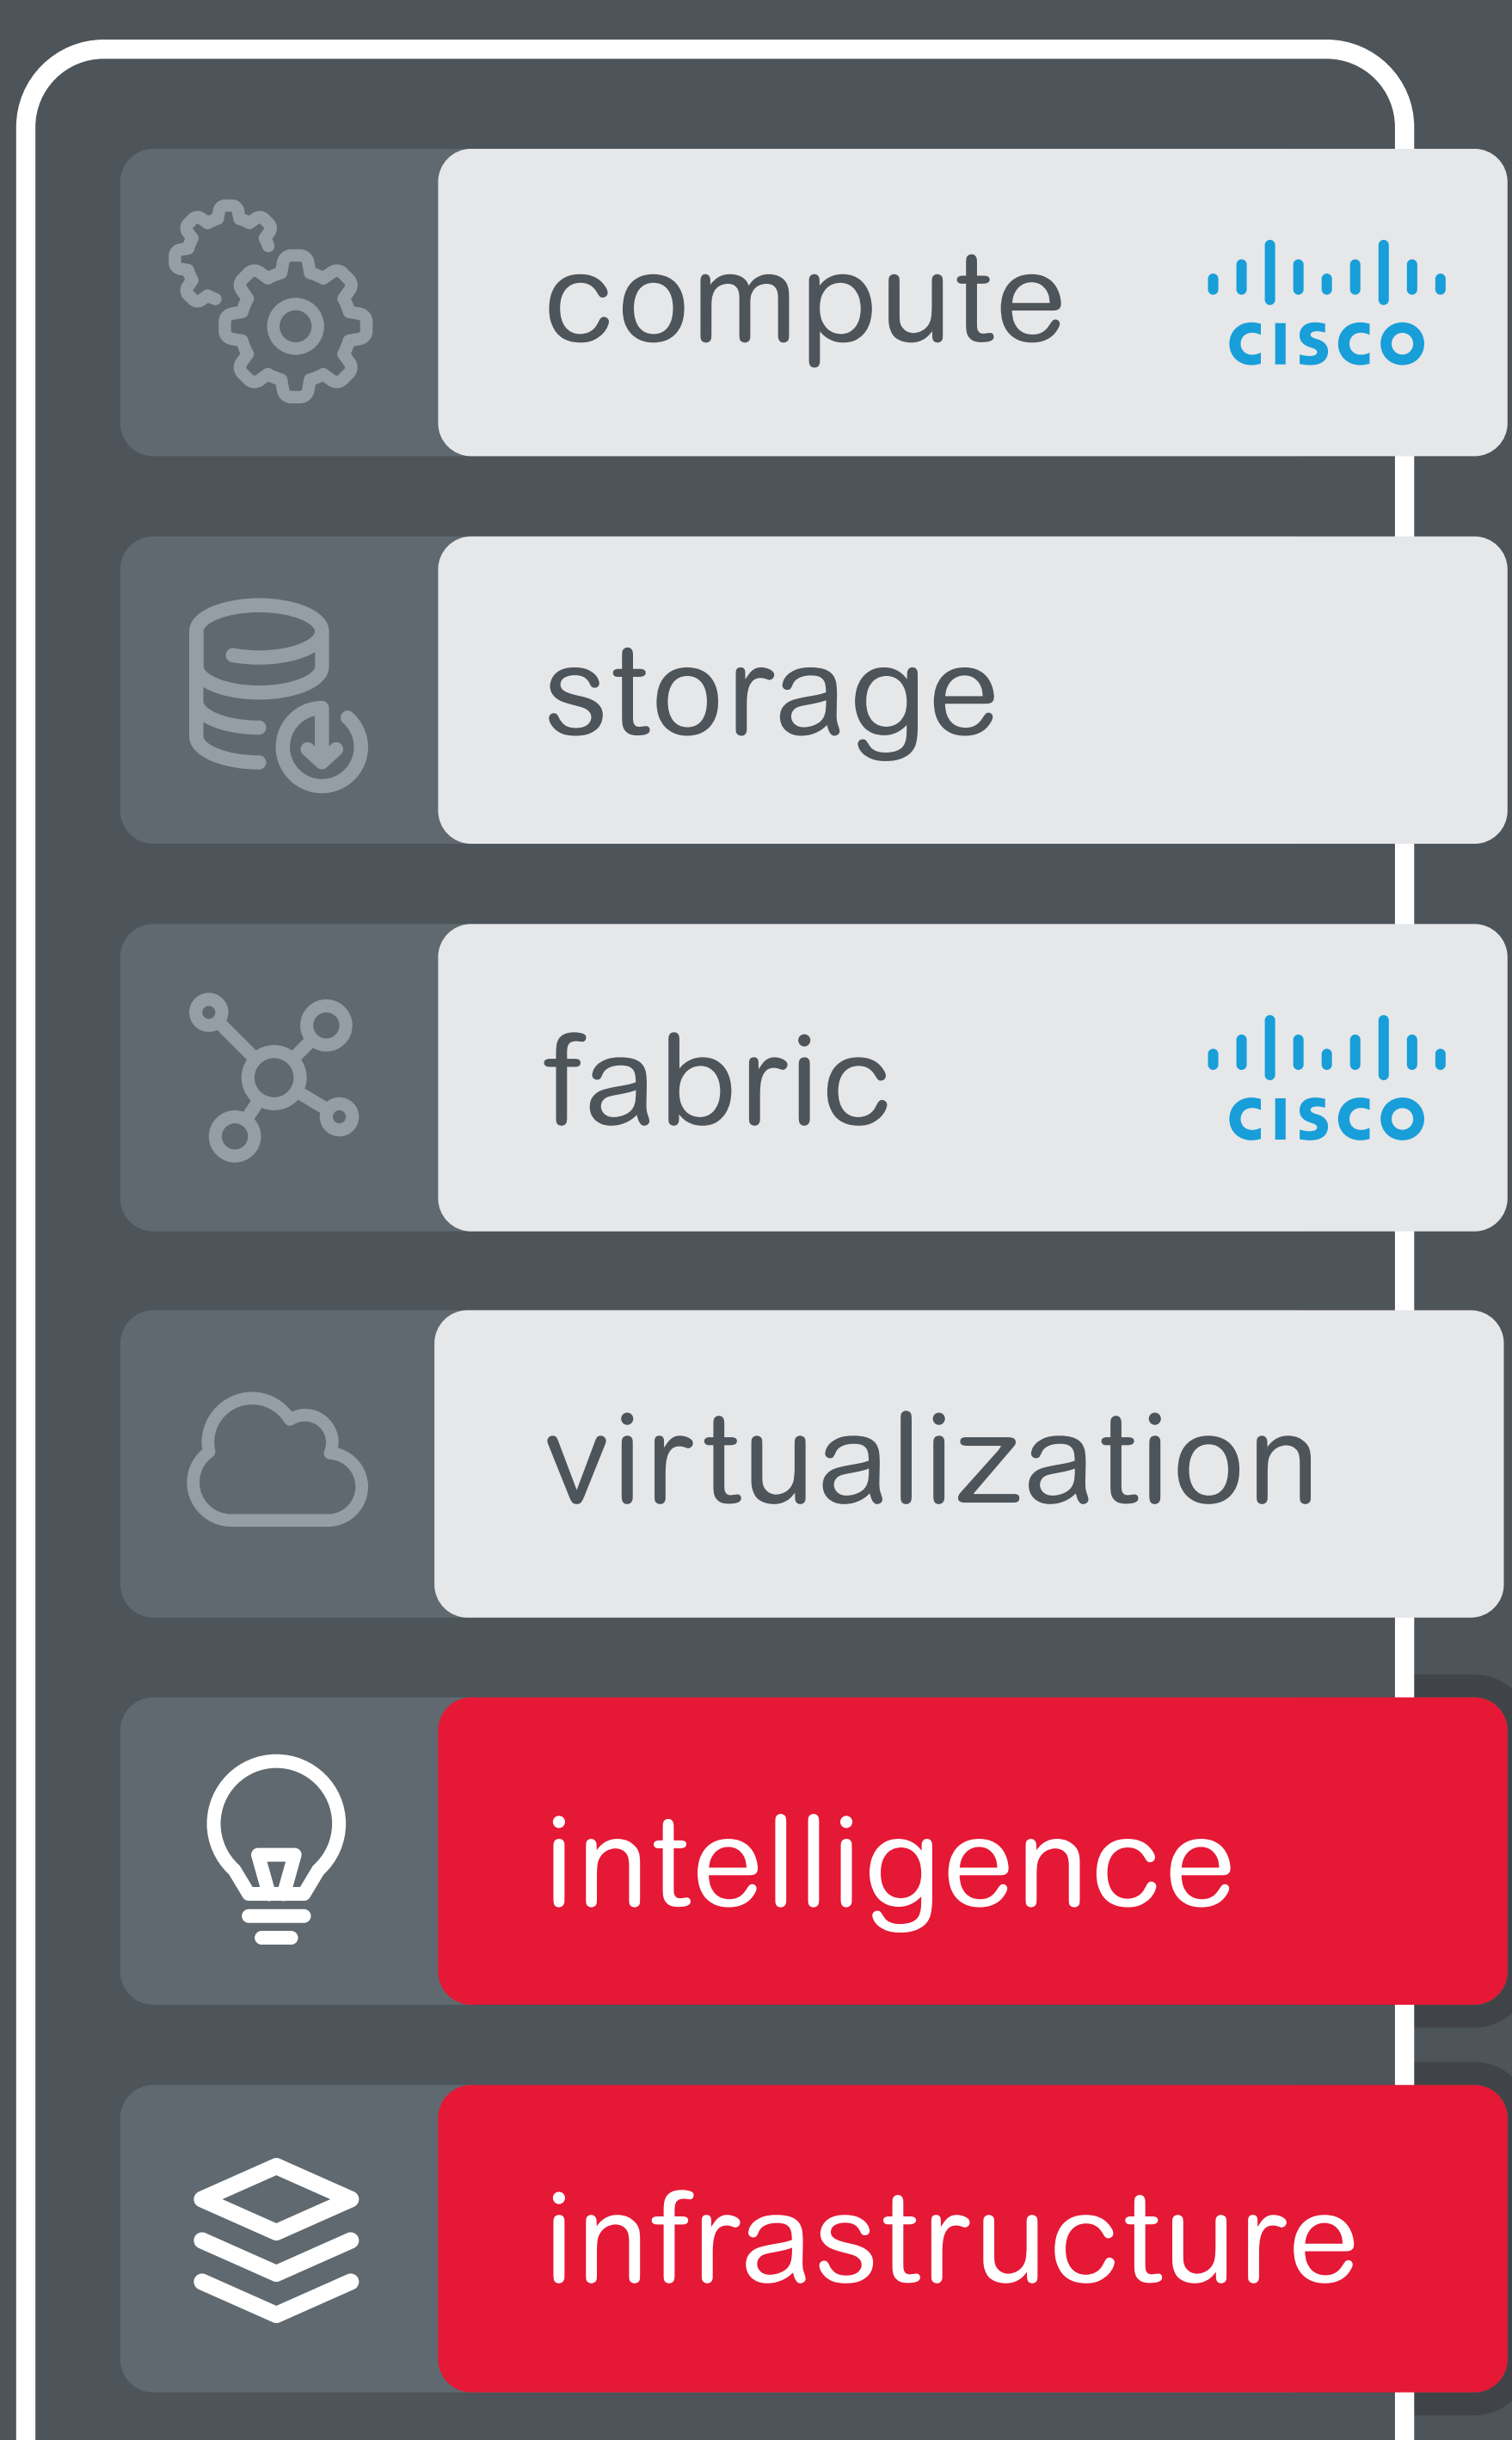 compute
cisco
storage
fabric
cisco
virtualization
intelligence
infrastructure